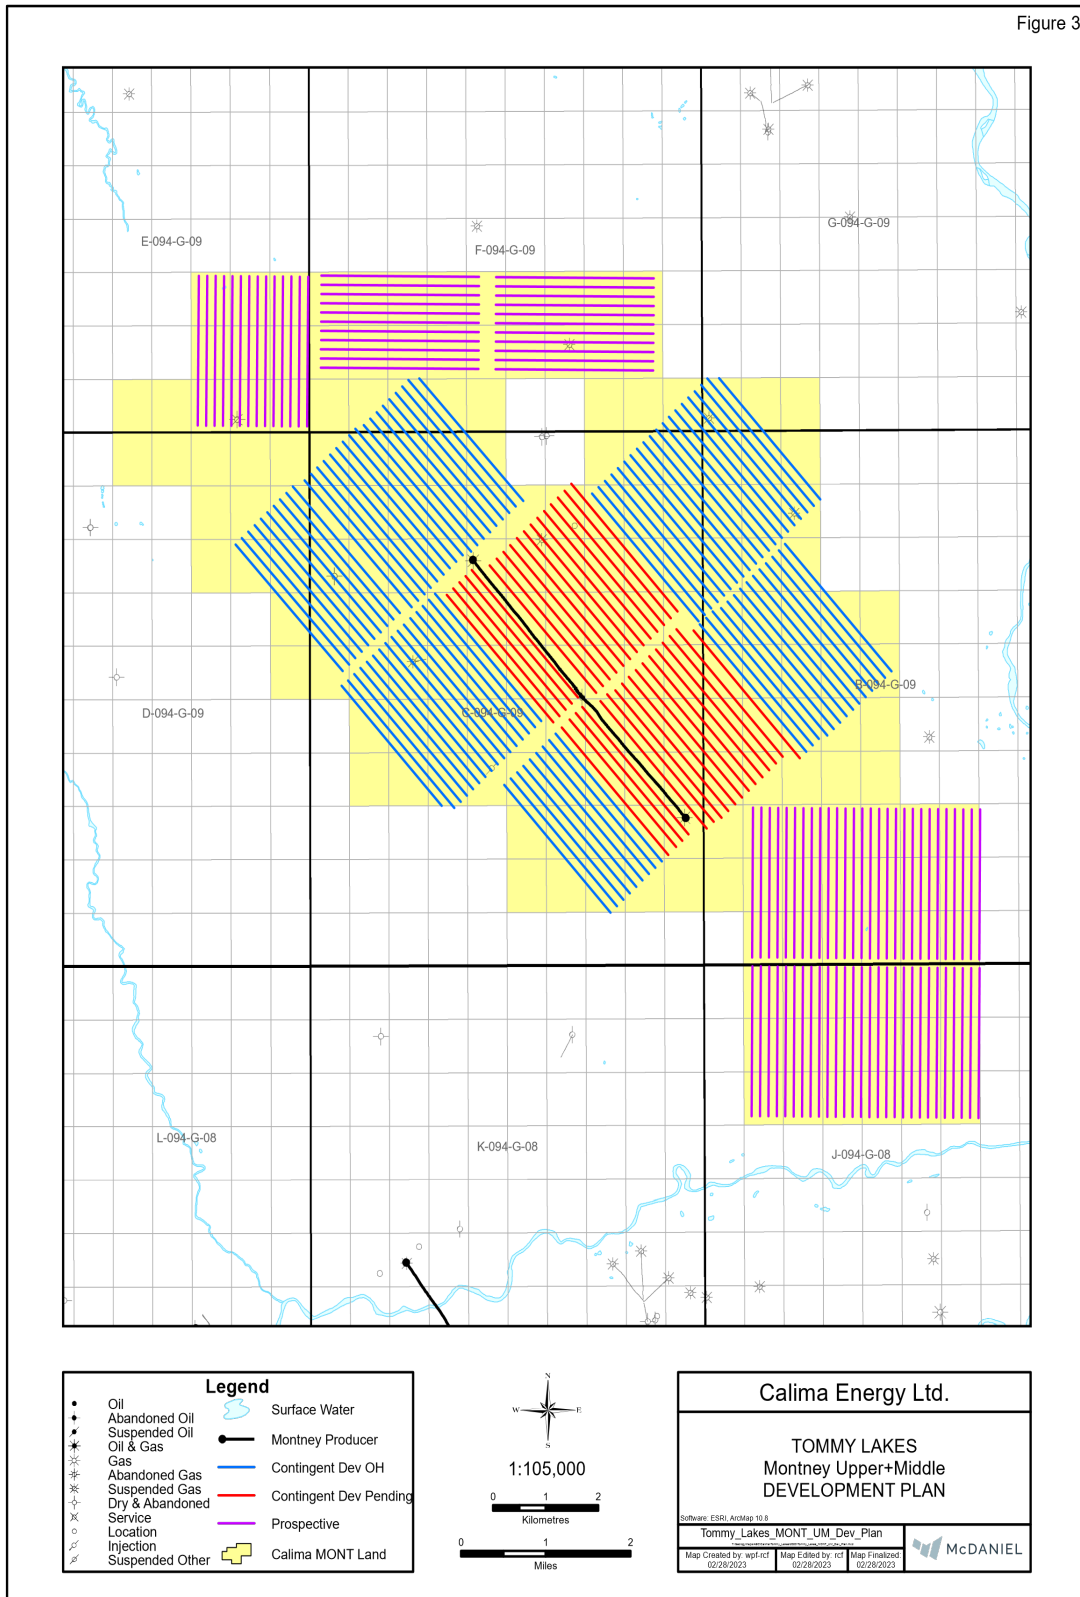 Figure 3
E-094-G-09
F-094-G-09
G-094-G-09
D-094-G-09
C-094-G-09
B-094-G-09
L-094-G-08
K-094-G-08
J-094-G-08
Legend
Oil
Abandoned Oil
Suspended Oil
Oil & Gas
Gas
Abandoned Gas
Suspended Gas
Dry & Abandoned
Service
Location
Injection
Suspended Other
Surface Water
Montney Producer
Contingent Dev OH
Contingent Dev Pending
Prospective
Calima MONT Land
N
W E
S
1:105,000
0 1 2
Kilometres
0 1 2
Miles
Calima Energy Ltd.
TOMMY LAKES
Montney Upper+Middle
DEVELOPMENT PLAN
Software: ESRI, ArcMap 10.8
Tommy_Lakes_MONT_UM_Dev_Plan
Map Created by: wpf-rcf
02/28/2023
Map Edited by: rcf
02/28/2023
Map Finalized:
02/28/2023
McDANIEL